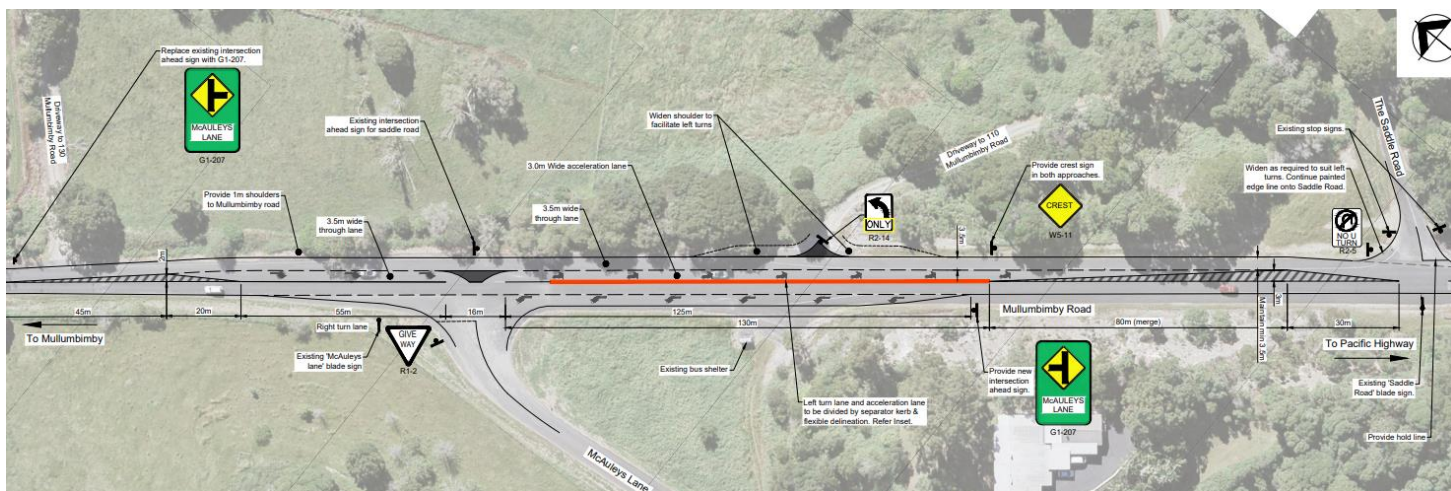 Replace existing intersection
ahead sign with G1-207.
Driveway to 130
Mullumbimby Road
McAULEYS
LANE
G1-207
Existing intersection
ahead sign for saddle road
Widen shoulder to
facilitate left turns
Driveway to 110
Mullumbimby Road
The Saddle Road
Existing stop signs.
Widen as required to suit left
turns. Continue painted
edge line onto Saddle Road.
Provide crest sign
in both approaches.
CREST
W5-11
3.0m Wide acceleration lane
ONLY
R2-14
NO U
TURN
R2-5
Provide 1m shoulders
to Mullumbimby road
3.5m wide
through lane
3.5m wide
through lane
3.5m
2m
3m
Maintain min 3.5m
45m
20m
55m
16m
125m
130m
Mullumbimby Road
80m (merge)
30m
To Mullumbimby
Right turn lane
Existing 'McAuleys
lane' blade sign
GIVE
WAY
R1-2
Existing bus shelter
To Pacific Highway
Provide new
intersection
ahead sign.
McAULEYS
LANE
G1-207
Existing 'Saddle
Road' blade sign.
Left turn lane and acceleration lane
to be divided by separator kerb &
flexible delineation. Refer Inset.
Provide hold line
McAuleys Lane